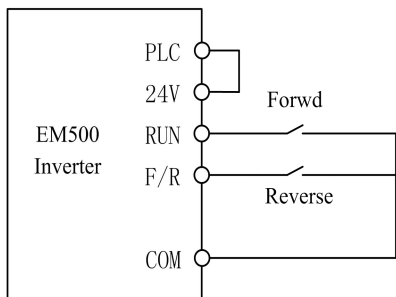 PLC
24V
Forwd
EM500
Inverter
RUN
F/R
Reverse
COM